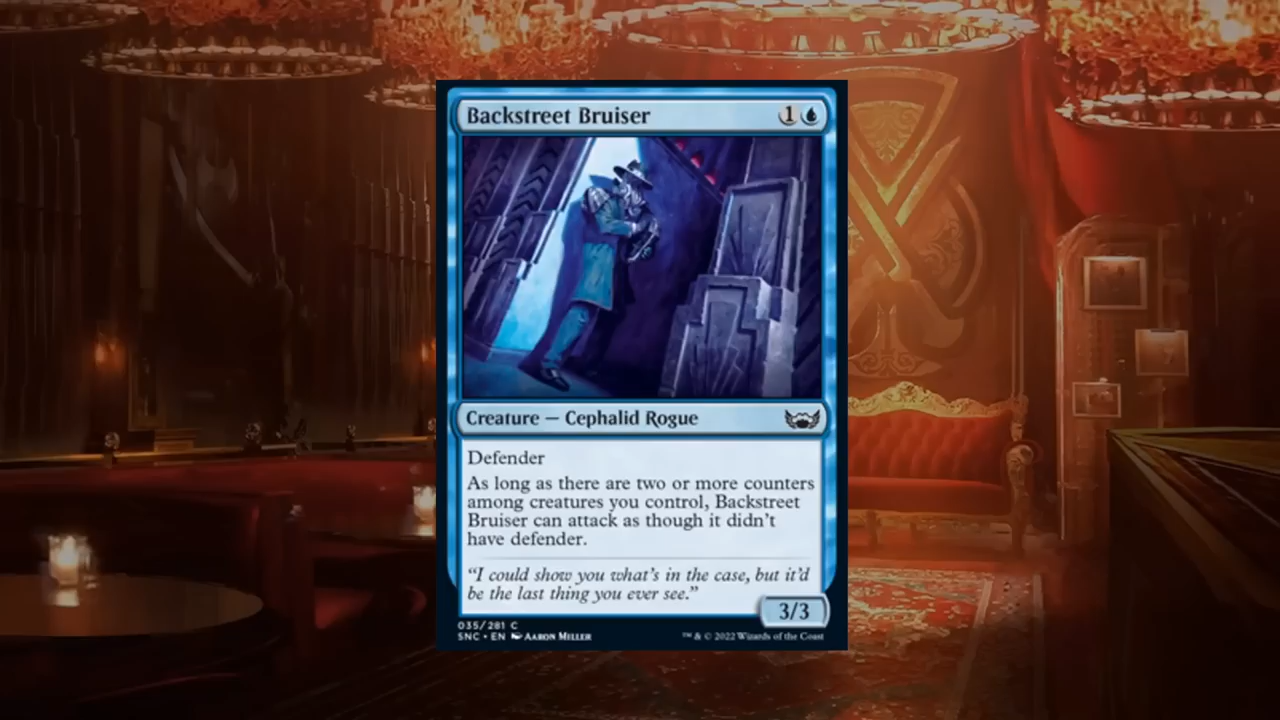 Backstreet Bruiser 1
Creature — Cephalid Rogue
Defender
As long as there are two or more counters
among creatures you control, Backstreet
Bruiser can attack as though it didn't
have defender.
"I could show you what's in the case, but it'd
be the last thing you ever see."
3/3
035/281 C
SNC • EN Aaron Miller ™ & © 2022 Wizards of the Coast